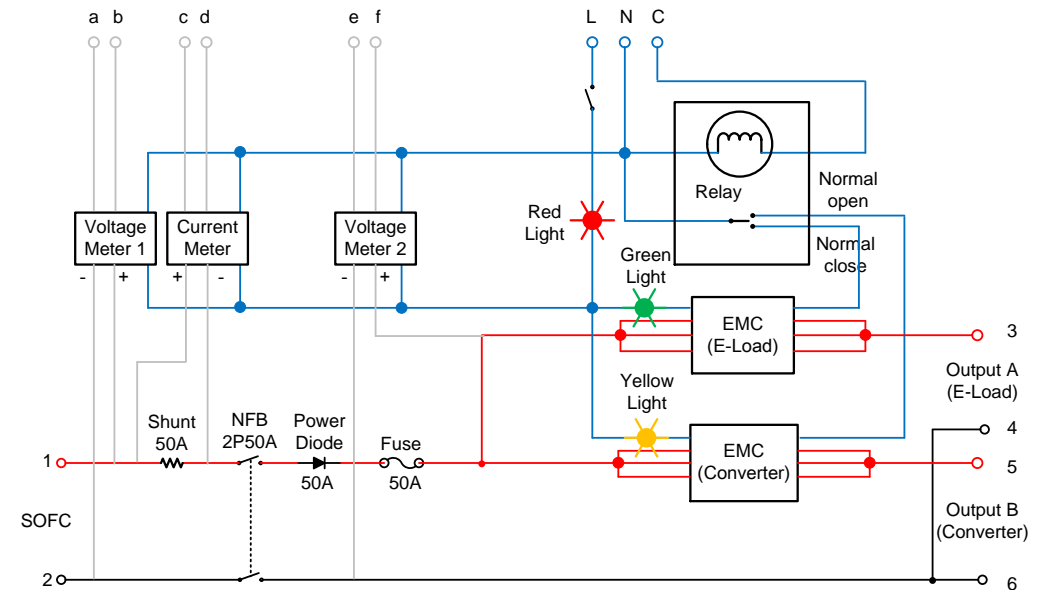 a b c d e f L N C
Relay
Normal
open
Red
Light
Voltage
Meter 1
Current
Meter
Voltage
Meter 2
Normal
close
- + + - - +
Green
Light
EMC
(E-Load)
3
Output A
(E-Load)
Yellow
Light
Shunt
50A
NFB
2P50A
Power
Diode
50A
Fuse
50A
EMC
(Converter)
4
1
5
SOFC
Output B
(Converter)
2
6